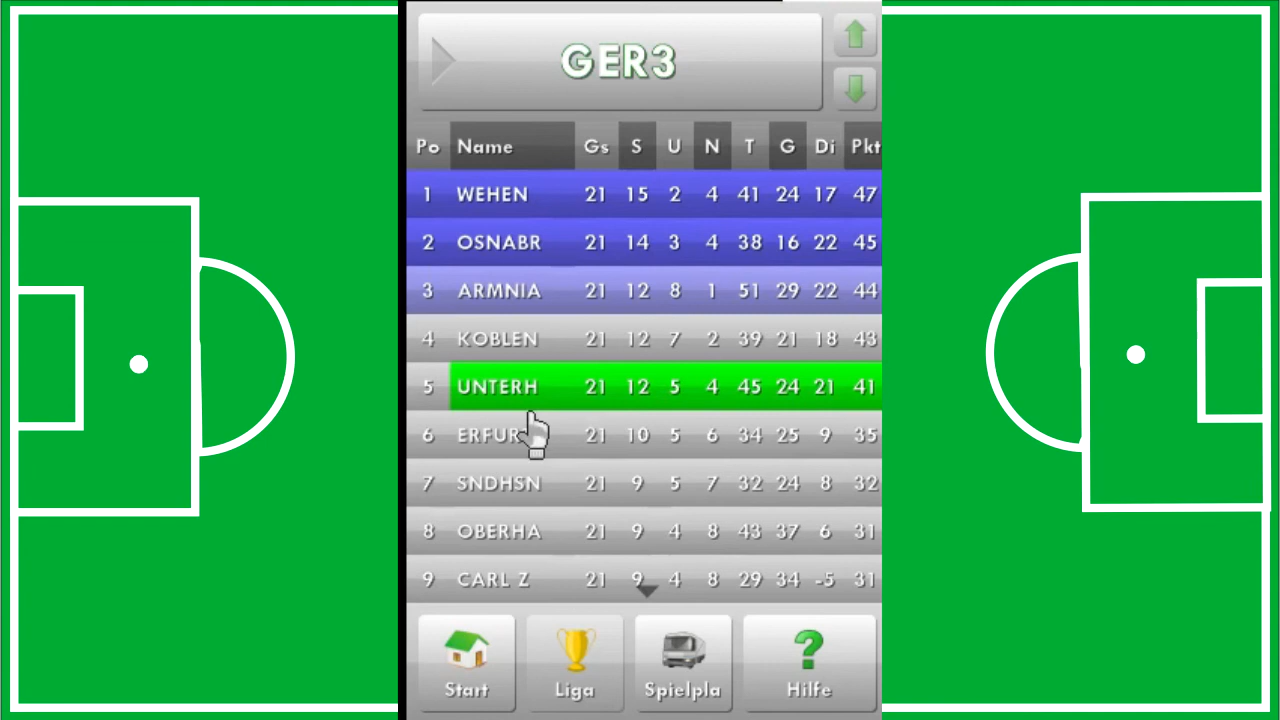 GER3
Po Name Gs S U N T G Di Pkt
1 WEHEN 21 15 2 4 41 24 17 47
2 OSNABR 21 14 3 4 38 16 22 45
3 ARMNIA 21 12 8 1 51 29 22 44
4 KOBLEN 21 12 7 2 39 21 18 43
5 UNTERH 21 12 5 4 45 24 21 41
6 ERFUR 21 10 5 6 34 25 9 35
7 SNDHSN 21 9 5 7 32 24 8 32
8 OBERHA 21 9 4 8 43 37 6 31
9 CARL Z 21 9 4 8 29 34 -5 31
Start Liga Spielpla Hilfe